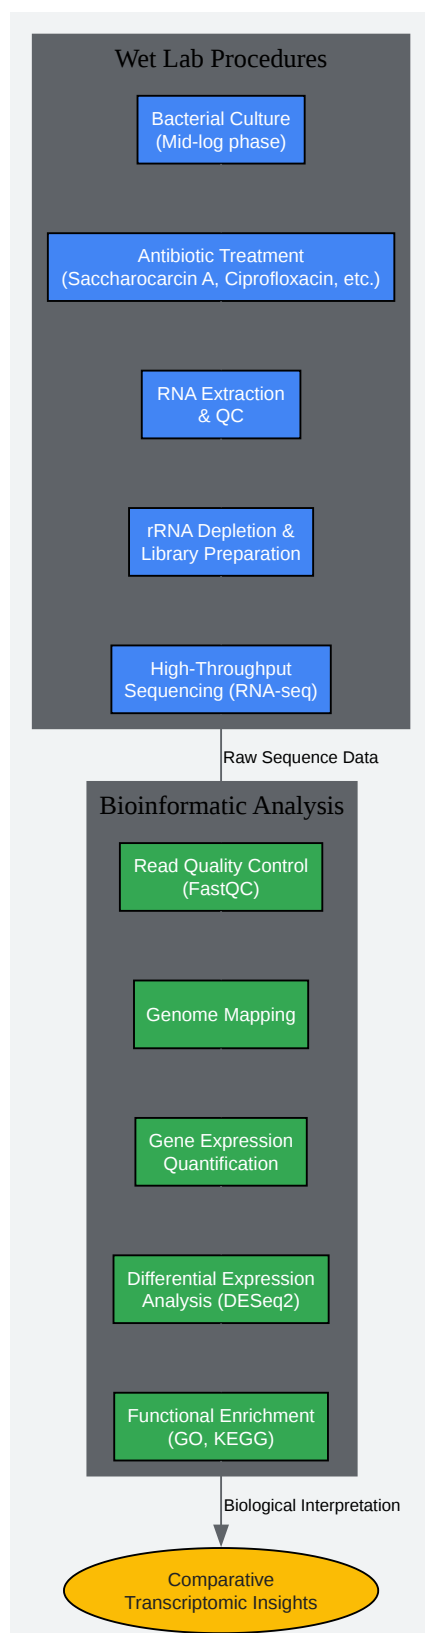 Wet Lab Procedures
Bacterial Culture
(Mid-log phase)
Antibiotic Treatment
(Saccharocarcin A, Ciprofloxacin, etc.)
RNA Extraction
& QC
rRNA Depletion &
Library Preparation
High-Throughput
Sequencing (RNA-seq)
Raw Sequence Data
Bioinformatic Analysis
Read Quality Control
(FastQC)
Genome Mapping
Gene Expression
Quantification
Differential Expression
Analysis (DESeq2)
Functional Enrichment
(GO, KEGG)
Biological Interpretation
Comparative
Transcriptomic Insights